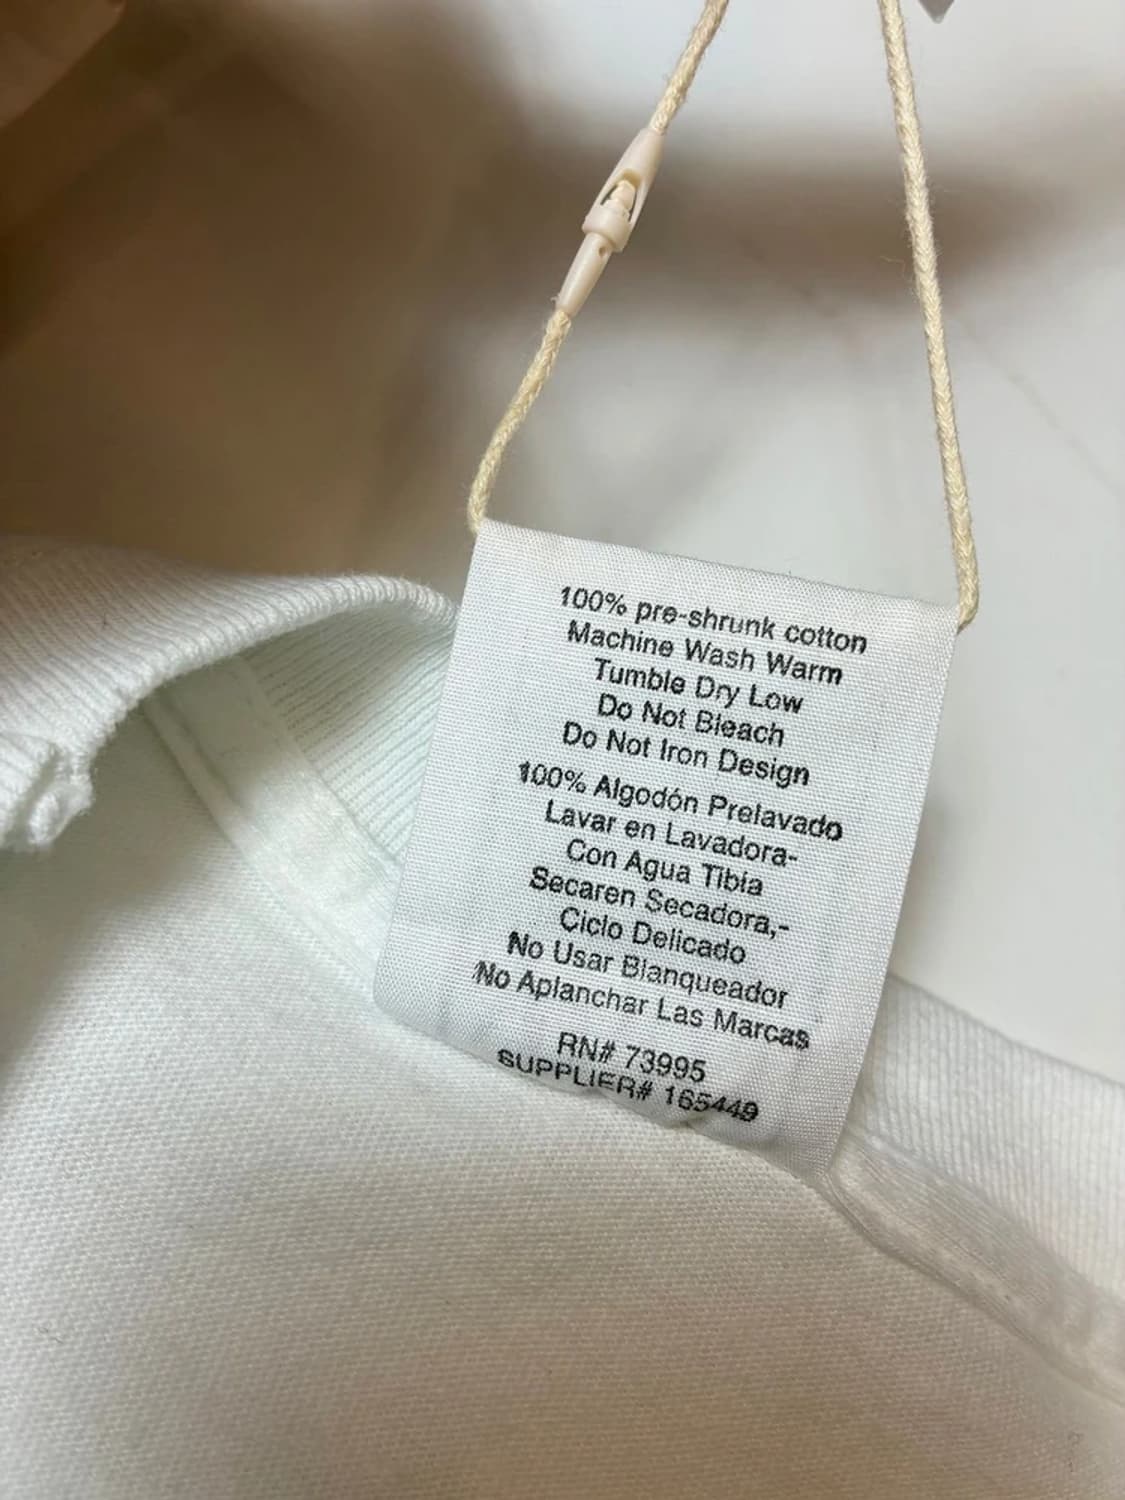 100% pre-shrunk cotton
Machine Wash Warm
Tumble Dry Low
Do Not Bleach
Do Not Iron Design
100% Algodón Prelavado
Lavar en Lavadora-
Con Agua Tibia
Secaren Secadora,-
Ciclo Delicado
No Usar Blanqueador
No Aplanchar Las Marcas
RN# 73995
SUPPLIER# 165449